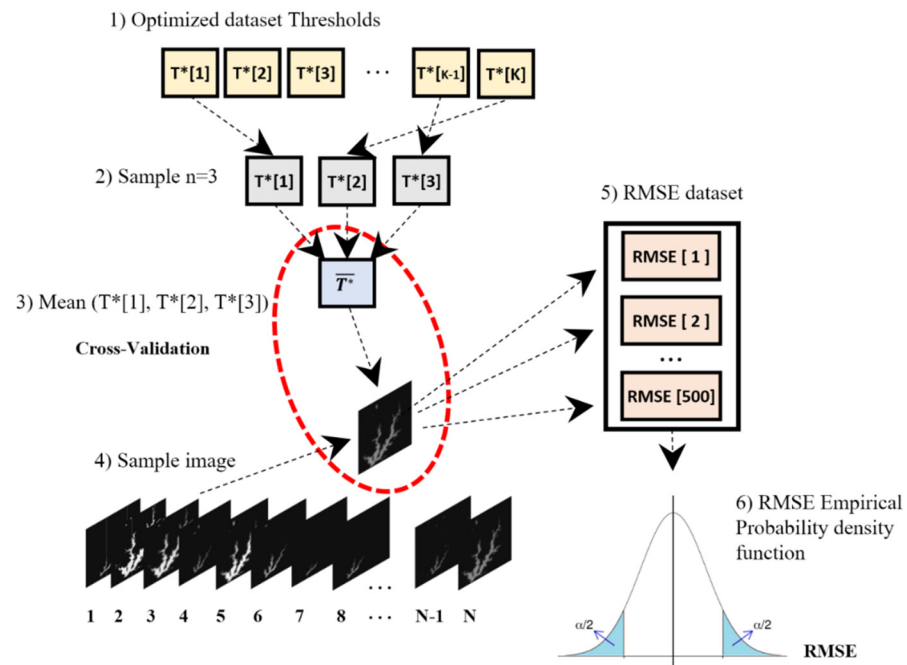 1) Optimized dataset Thresholds
T*[1] T*[2] T*[3] ... T*[K-1] T*[K]
2) Sample n=3
T*[1] T*[2] T*[3]
5) RMSE dataset
RMSE [ 1 ]
RMSE [ 2 ]
...
RMSE [500]
T̅*
3) Mean (T*[1], T*[2], T*[3])
Cross-Validation
4) Sample image
... 
1 2 3 4 5 6 7 8 ... N-1 N
6) RMSE Empirical
Probability density
function
α/2 α/2
RMSE